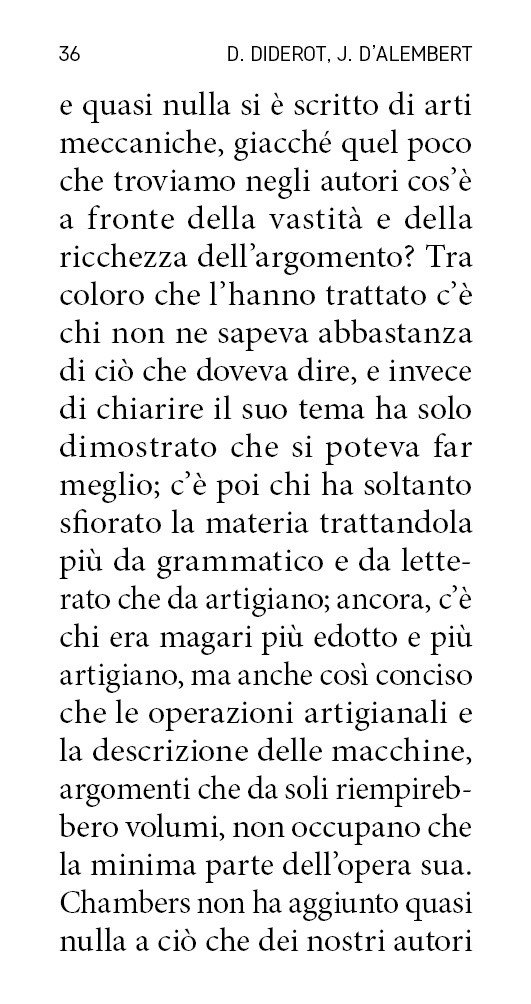 36 D. DIDEROT, J. D’ALEMBERT
e quasi nulla si è scritto di arti
meccaniche, giacché quel poco
che troviamo negli autori cos’è
a fronte della vastità e della
ricchezza dell’argomento? Tra
coloro che l’hanno trattato c’è
chi non ne sapeva abbastanza
di ciò che doveva dire, e invece
di chiarire il suo tema ha solo
dimostrato che si poteva far
meglio; c’è poi chi ha soltanto
sfiorato la materia trattandola
più da grammatico e da lette-
rato che da artigiano; ancora, c’è
chi era magari più edotto e più
artigiano, ma anche così conciso
che le operazioni artigianali e
la descrizione delle macchine,
argomenti che da soli riempireb-
bero volumi, non occupano che
la minima parte dell’opera sua.
Chambers non ha aggiunto quasi
nulla a ciò che dei nostri autori